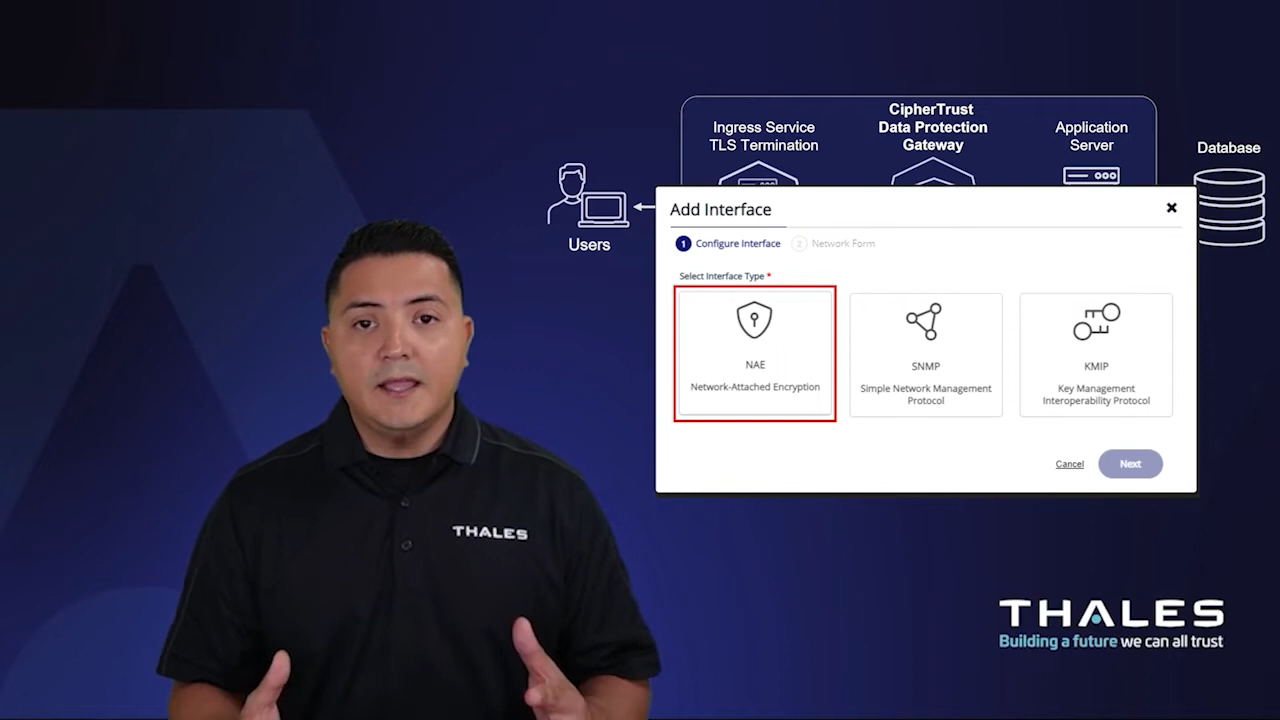 Ingress Service
TLS Termination
CipherTrust
Data Protection
Gateway
Application
Server
Database
Users
Add Interface
1 Configure Interface
2 Network Form
Select Interface Type *
NAE
Network-Attached Encryption
SNMP
Simple Network Management
Protocol
KMIP
Key Management
Interoperability Protocol
Cancel
Next
THALES
THALES
Building a future we can all trust